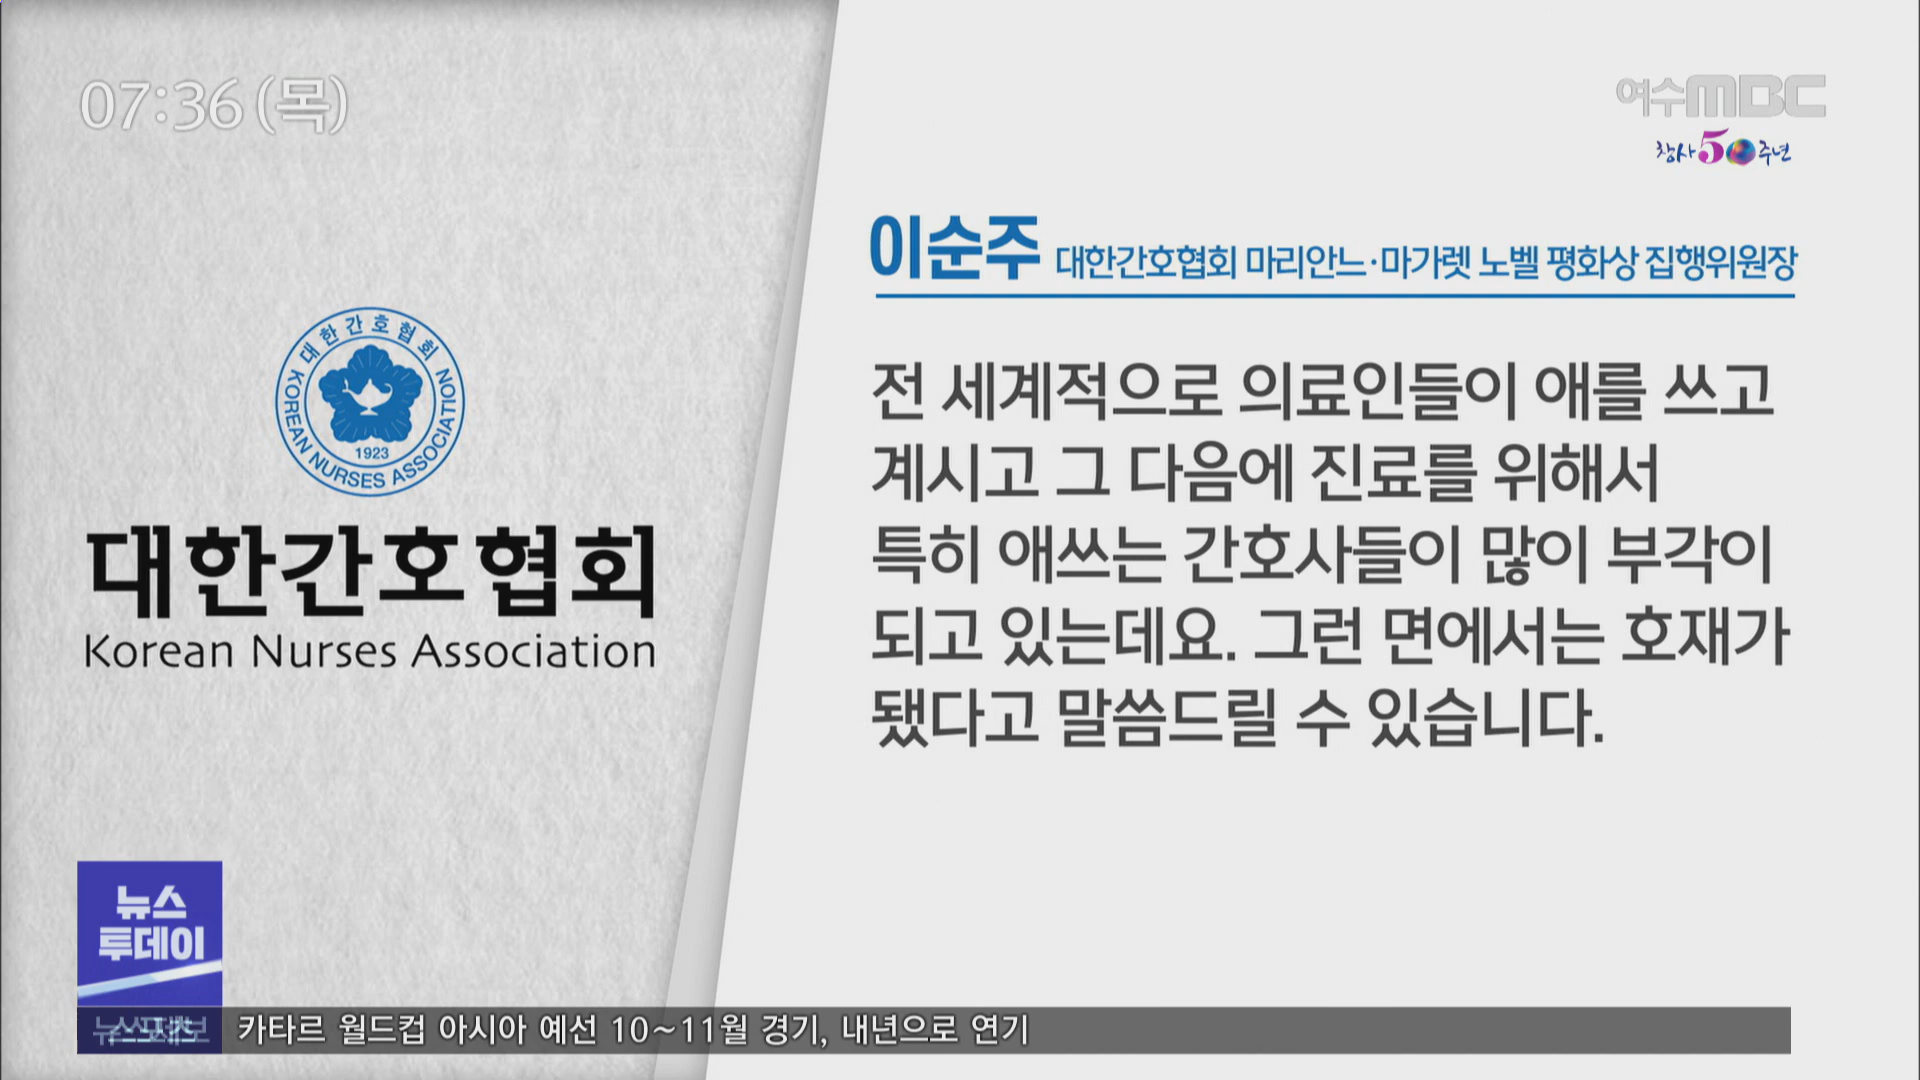 07:36 (목)
여수MBC
창사50주년
이순주 대한간호협회 마리안느·마가렛 노벨 평화상 집행위원장
전 세계적으로 의료인들이 애를 쓰고
계시고 그 다음에 진료를 위해서
특히 애쓰는 간호사들이 많이 부각이
되고 있는데요. 그런 면에서는 호재가
됐다고 말씀드릴 수 있습니다.
대한간호협회
KOREAN NURSES ASSOCIATION
1923
대한간호협회
Korean Nurses Association
뉴스
투데이
카타르 월드컵 아시아 예선 10~11월 경기, 내년으로 연기